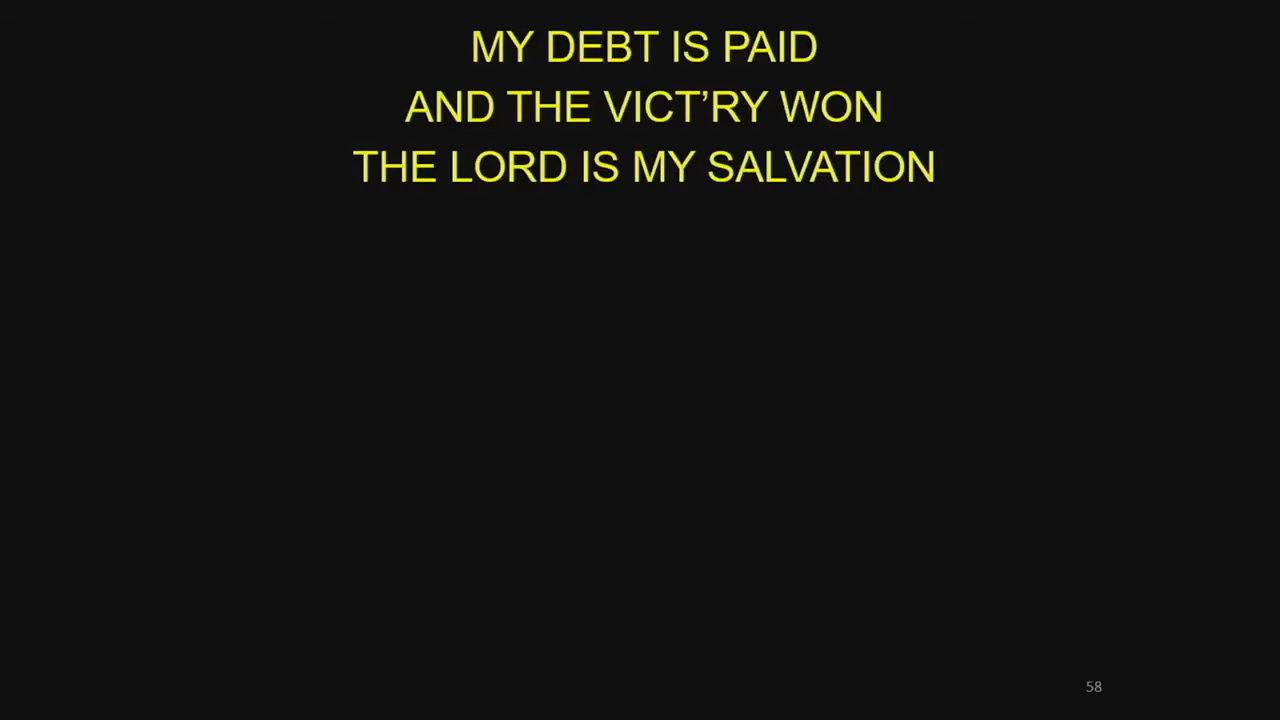 MY DEBT IS PAID
AND THE VICT’RY WON
THE LORD IS MY SALVATION
58